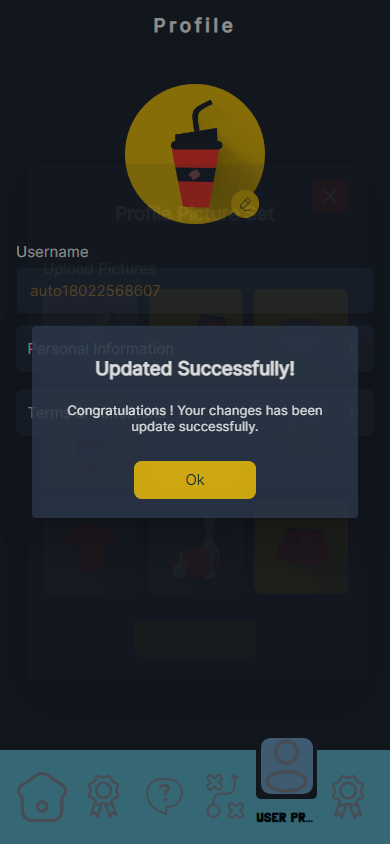 Profile
Profile Picture Set
Username
Upload Pictures
auto18022568607
Personal Information
Updated Successfully!
Congratulations ! Your changes has been
update successfully.
Terms
Ok
USER PR...